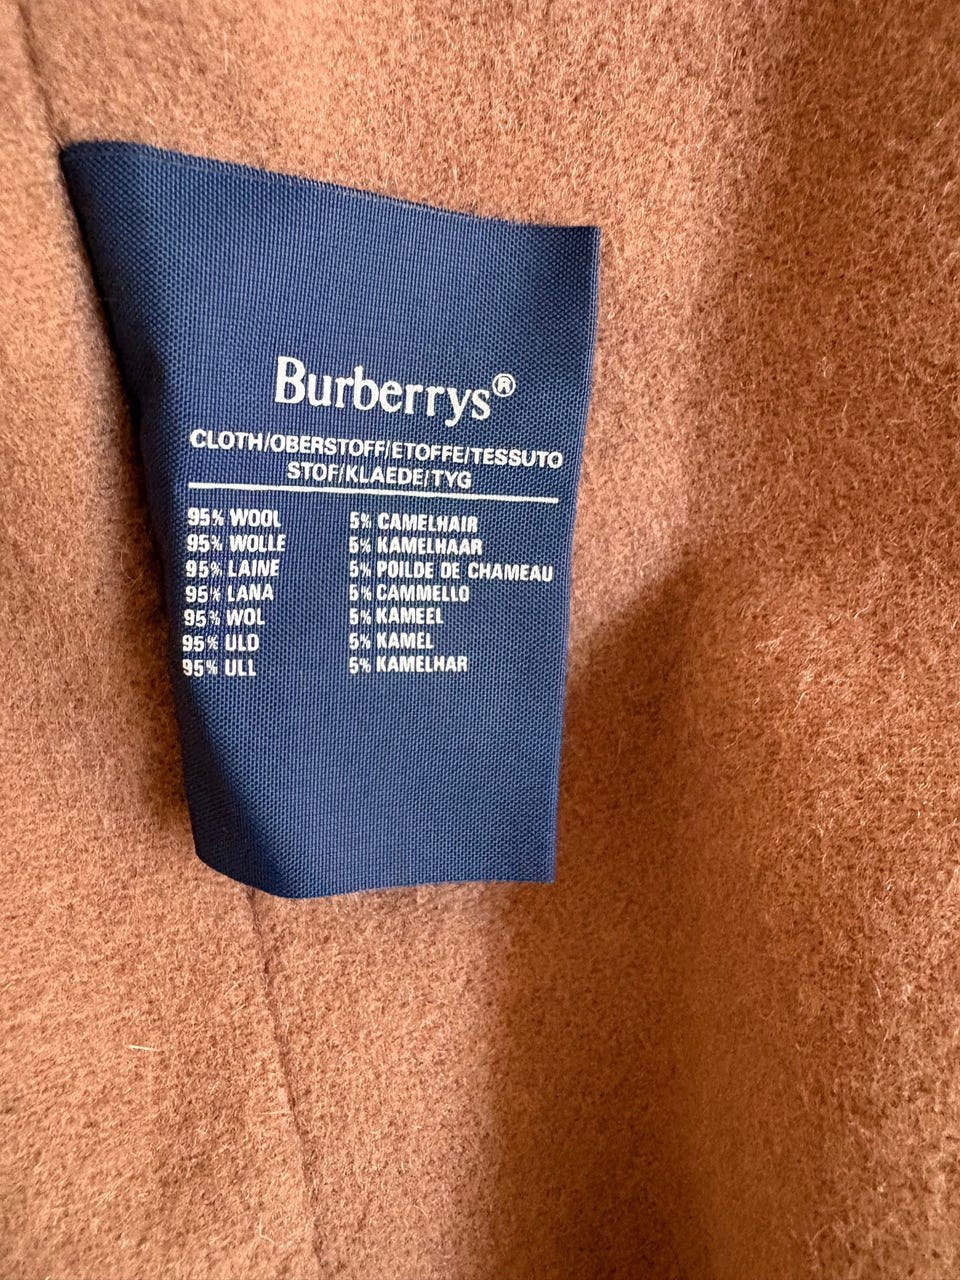 Burberrys®
CLOTH/OBERSTOFF/ETOFFE/TESSUTO
STOF/KLAEDE/TYG
95% WOOL 5% CAMELHAIR
95% WOLLE 5% KAMELHAAR
95% LAINE 5% POILDE DE CHAMEAU
95% LANA 5% CAMMELLO
95% WOL 5% KAMEEL
95% ULD 5% KAMEL
95% ULL 5% KAMELHAR